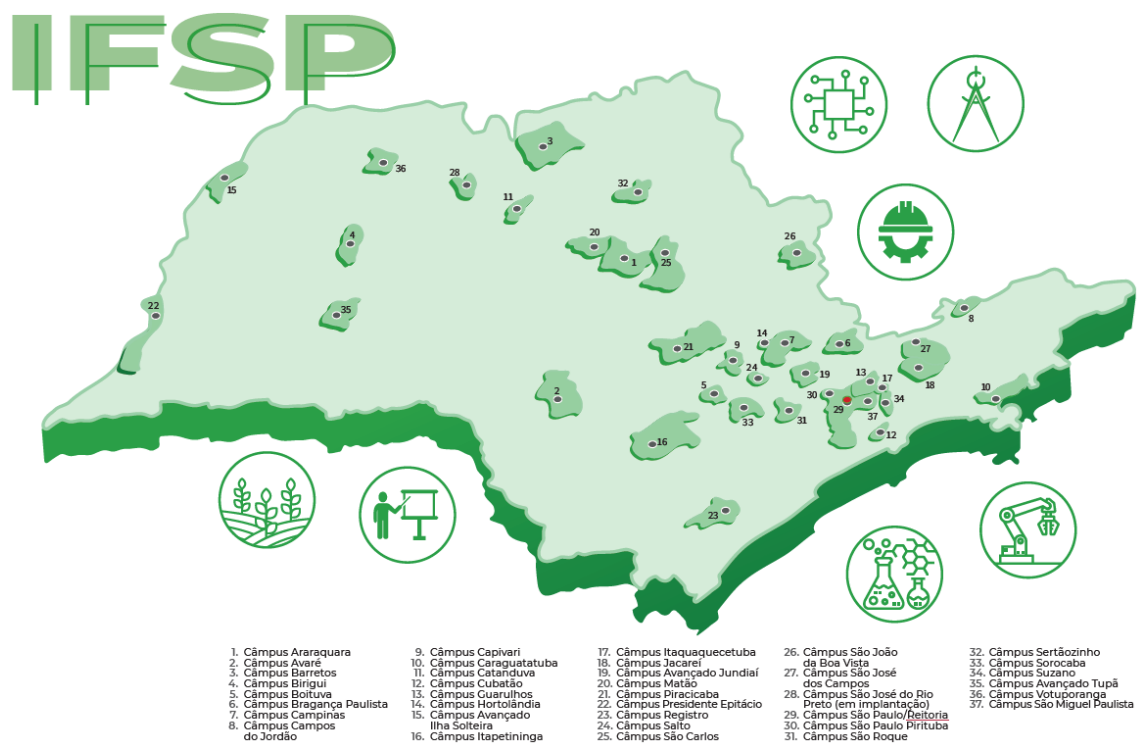 IFSP
3
36
28
15
32
11
20
4
26
1
25
22
35
8
14
7
6
27
21
9
24
19
13
17
18
10
2
5
30
34
29
37
33
31
12
16
23
1. Câmpus Araraquara
2. Câmpus Avaré
3. Câmpus Barretos
4. Câmpus Birigui
5. Câmpus Boituva
6. Câmpus Bragança Paulista
7. Câmpus Campinas
8. Câmpus Campos
do Jordão
9. Câmpus Capivari
10. Câmpus Caraguatatuba
11. Câmpus Catanduva
12. Câmpus Cubatão
13. Câmpus Guarulhos
14. Câmpus Hortolândia
15. Câmpus Avançado
Ilha Solteira
16. Câmpus Itapetininga
17. Câmpus Itaquaquecetuba
18. Câmpus Jacareí
19. Câmpus Avançado Jundiaí
20. Câmpus Matão
21. Câmpus Piracicaba
22. Câmpus Presidente Epitácio
23. Câmpus Registro
24. Câmpus Salto
25. Câmpus São Carlos
26. Câmpus São João
da Boa Vista
27. Câmpus São José
dos Campos
28. Câmpus São José do Rio
Preto (em implantação)
29. Câmpus São Paulo/Reitoria
30. Câmpus São Paulo Pirituba
31. Câmpus São Roque
32. Câmpus Sertãozinho
33. Câmpus Sorocaba
34. Câmpus Suzano
35. Câmpus Avançado Tupã
36. Câmpus Votuporanga
37. Câmpus São Miguel Paulista